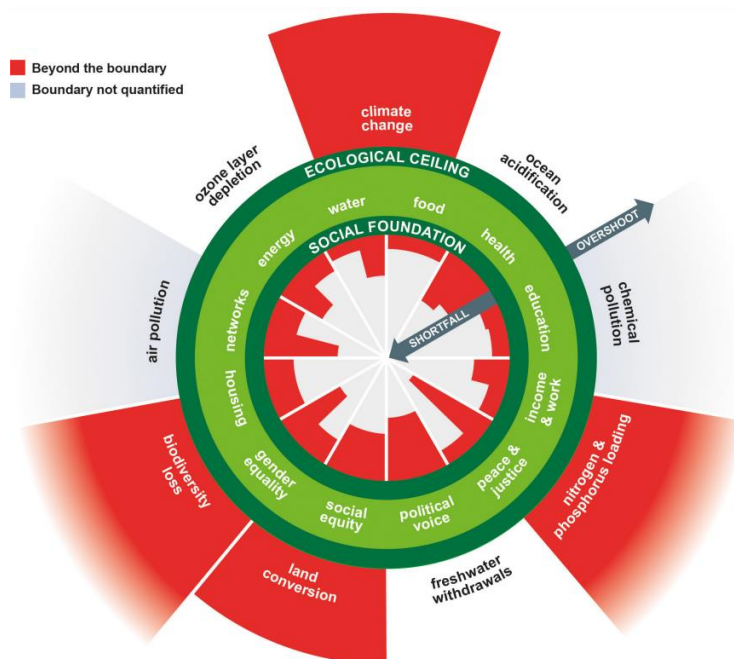 Beyond the boundary
Boundary not quantified
climate
change
ozone layer
depletion
ECOLOGICAL CEILING
ocean
acidification
OVERSHOOT
water
food
energy
health
SOCIAL FOUNDATION
SHORTFALL
networks
education
air pollution
chemical
pollution
housing
income
& work
gender
equality
peace &
justice
social
equity
political
voice
biodiversity
loss
nitrogen &
phosphorus loading
land
conversion
freshwater
withdrawals